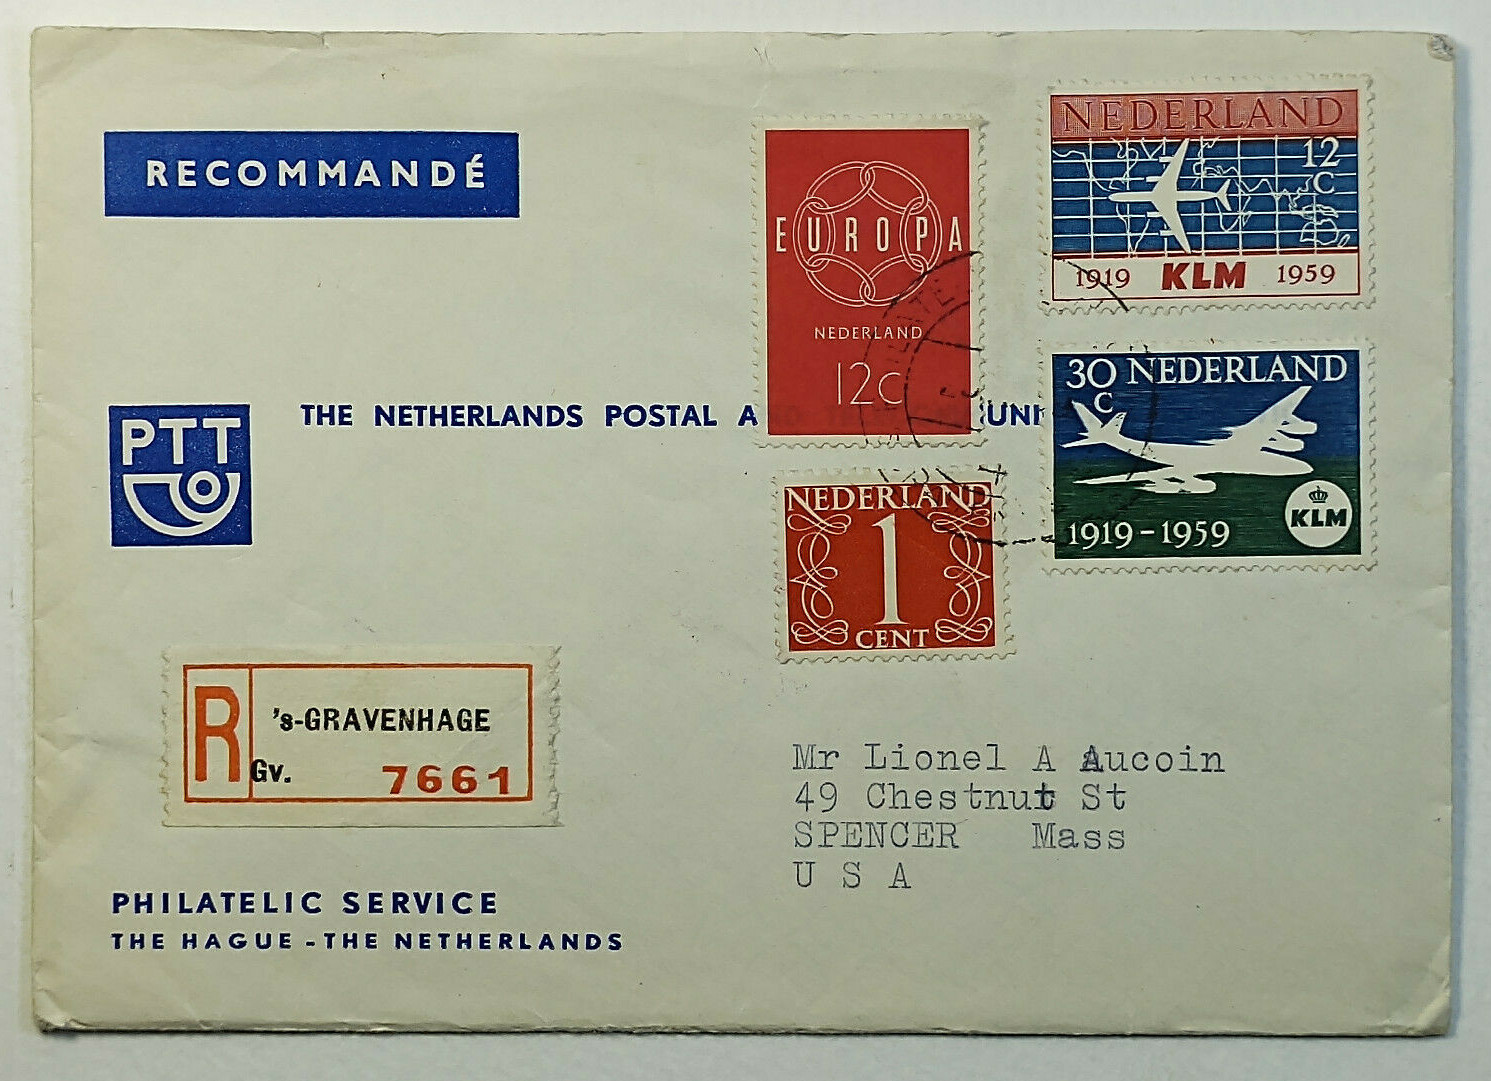 RECOMMANDÉ
EUROPA
NEDERLAND
12c
NEDERLAND
12
C
1919 KLM 1959
PTT
THE NETHERLANDS POSTAL
30 NEDERLAND
C
1919-1959
KLM
NEDERLAND
1
CENT
R
's-GRAVENHAGE
Gv. 7661
Mr Lionel A Aucoin
49 Chestnut St
SPENCER Mass
U S A
PHILATELIC SERVICE
THE HAGUE - THE NETHERLANDS